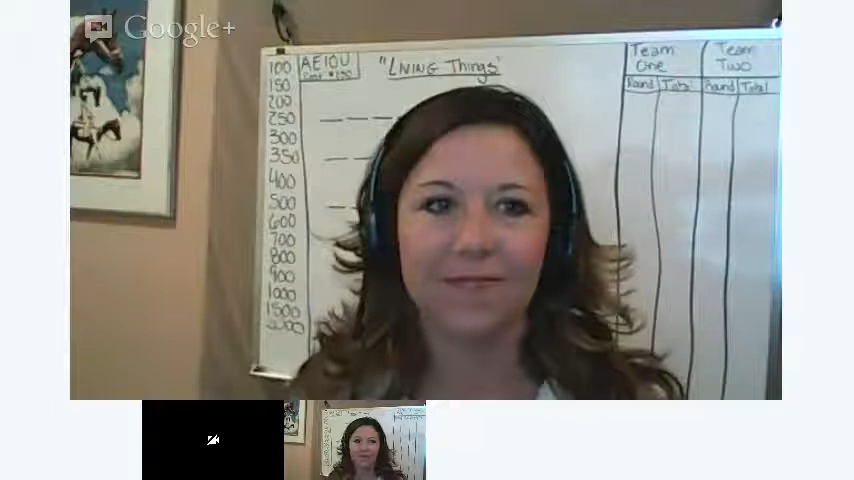 Google+
AEIOU
Cost $250
"LIVING Things"
100
150
200
250
300
350
400
500
600
700
800
900
1000
1500
2000
Team One
Team Two
Round Total
Round Total